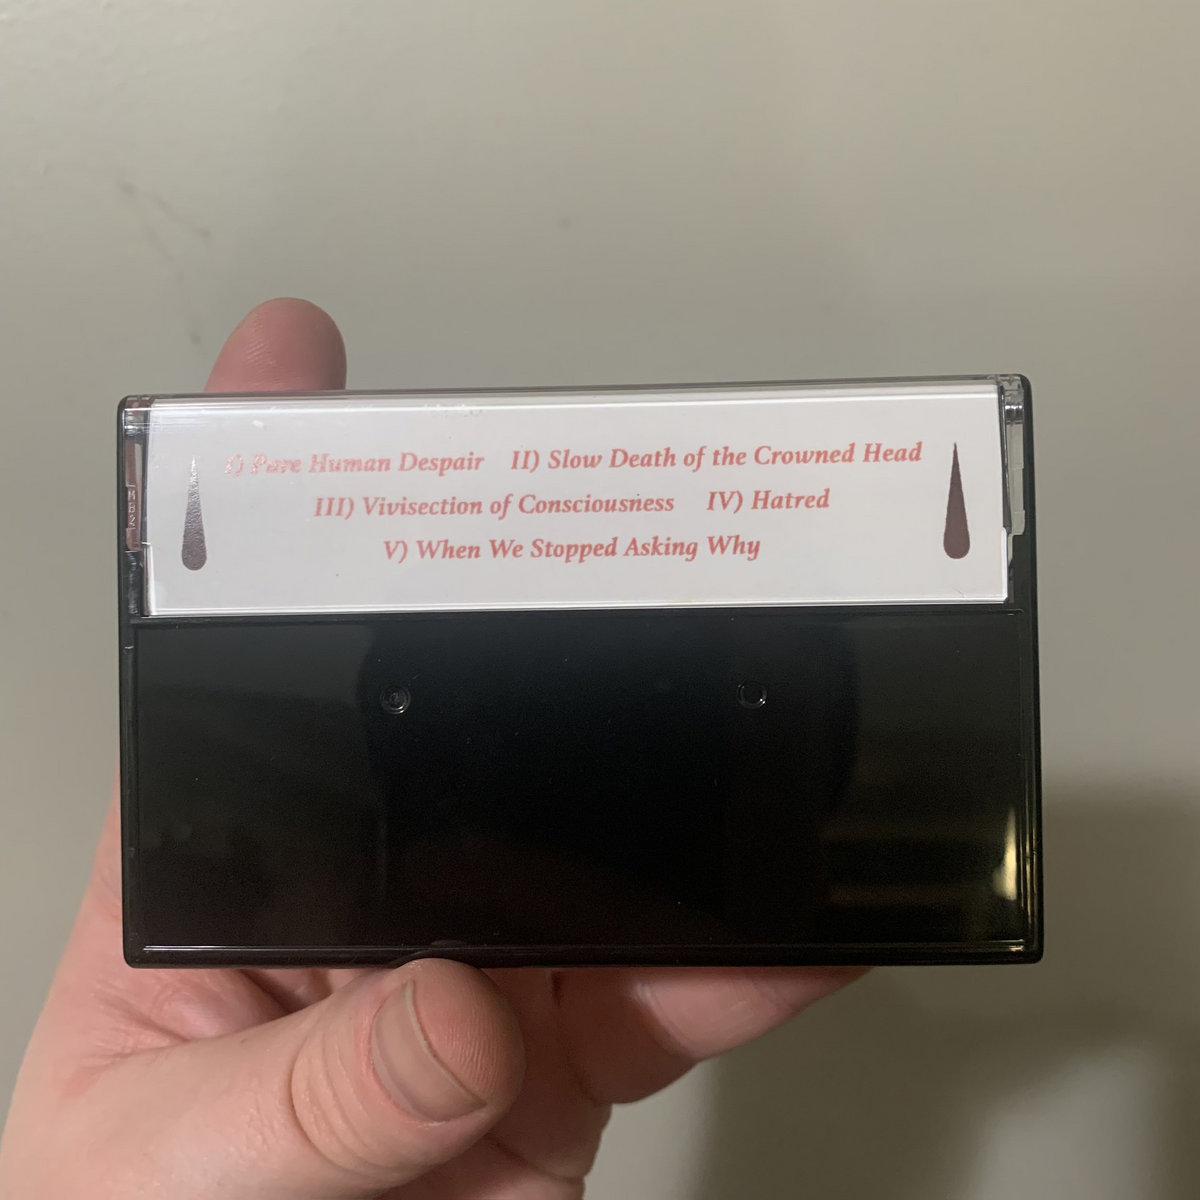 I) Pure Human Despair II) Slow Death of the Crowned Head
III) Vivisection of Consciousness IV) Hatred
V) When We Stopped Asking Why